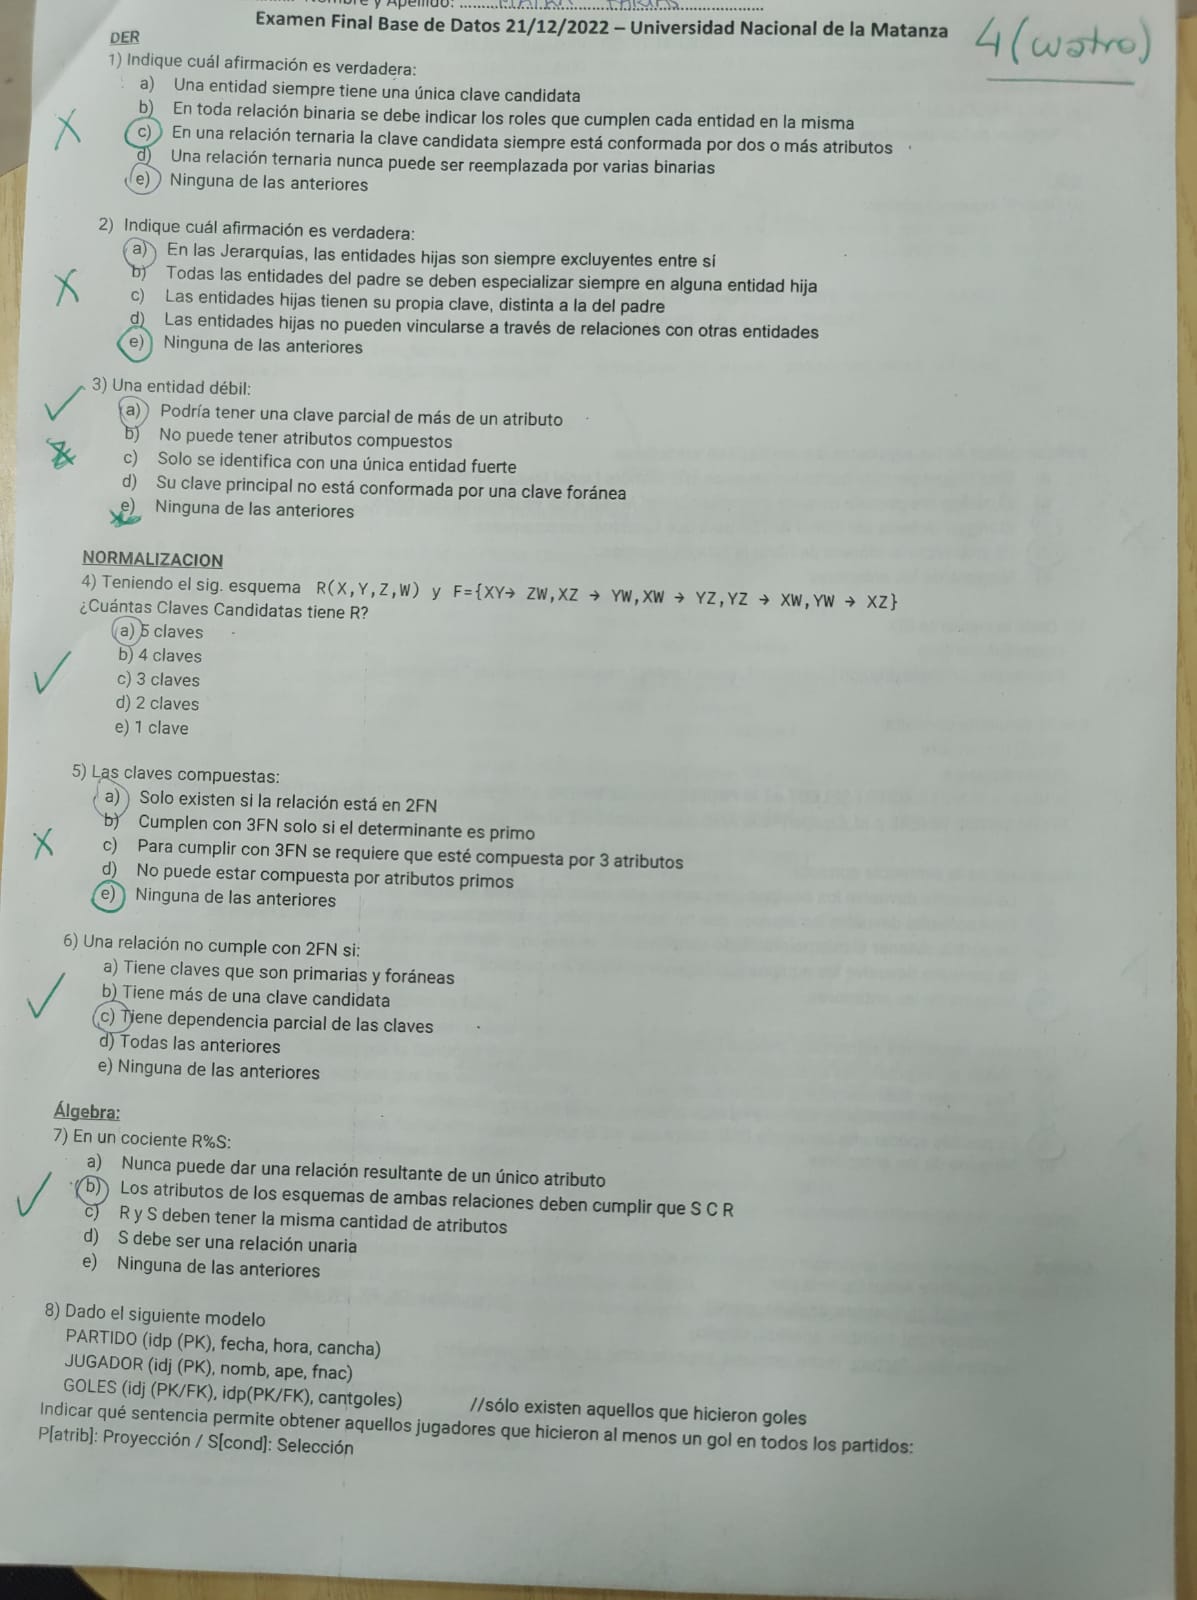 Nombre y Apellido:
Examen Final Base de Datos 21/12/2022 – Universidad Nacional de la Matanza
4 (cuatro)
DER
1) Indique cuál afirmación es verdadera:
a) Una entidad siempre tiene una única clave candidata
b) En toda relación binaria se debe indicar los roles que cumplen cada entidad en la misma
c) En una relación ternaria la clave candidata siempre está conformada por dos o más atributos
d) Una relación ternaria nunca puede ser reemplazada por varias binarias
e) Ninguna de las anteriores
2) Indique cuál afirmación es verdadera:
a) En las Jerarquías, las entidades hijas son siempre excluyentes entre sí
b) Todas las entidades del padre se deben especializar siempre en alguna entidad hija
c) Las entidades hijas tienen su propia clave, distinta a la del padre
d) Las entidades hijas no pueden vincularse a través de relaciones con otras entidades
e) Ninguna de las anteriores
3) Una entidad débil:
a) Podría tener una clave parcial de más de un atributo
b) No puede tener atributos compuestos
c) Solo se identifica con una única entidad fuerte
d) Su clave principal no está conformada por una clave foránea
e) Ninguna de las anteriores
NORMALIZACION
4) Teniendo el sig. esquema R(X,Y,Z,W) y F={XY→ ZW,XZ → YW,XW → YZ,YZ → XW,YW → XZ}
¿Cuántas Claves Candidatas tiene R?
a) 5 claves
b) 4 claves
c) 3 claves
d) 2 claves
e) 1 clave
5) Las claves compuestas:
a) Solo existen si la relación está en 2FN
b) Cumplen con 3FN solo si el determinante es primo
c) Para cumplir con 3FN se requiere que esté compuesta por 3 atributos
d) No puede estar compuesta por atributos primos
e) Ninguna de las anteriores
6) Una relación no cumple con 2FN si:
a) Tiene claves que son primarias y foráneas
b) Tiene más de una clave candidata
c) Tiene dependencia parcial de las claves
d) Todas las anteriores
e) Ninguna de las anteriores
Álgebra:
7) En un cociente R%S:
a) Nunca puede dar una relación resultante de un único atributo
b) Los atributos de los esquemas de ambas relaciones deben cumplir que S C R
c) R y S deben tener la misma cantidad de atributos
d) S debe ser una relación unaria
e) Ninguna de las anteriores
8) Dado el siguiente modelo
PARTIDO (idp (PK), fecha, hora, cancha)
JUGADOR (idj (PK), nomb, ape, fnac)
GOLES (idj (PK/FK), idp(PK/FK), cantgoles) //sólo existen aquellos que hicieron goles
Indicar qué sentencia permite obtener aquellos jugadores que hicieron al menos un gol en todos los partidos:
P[atrib]: Proyección / S[cond]: Selección